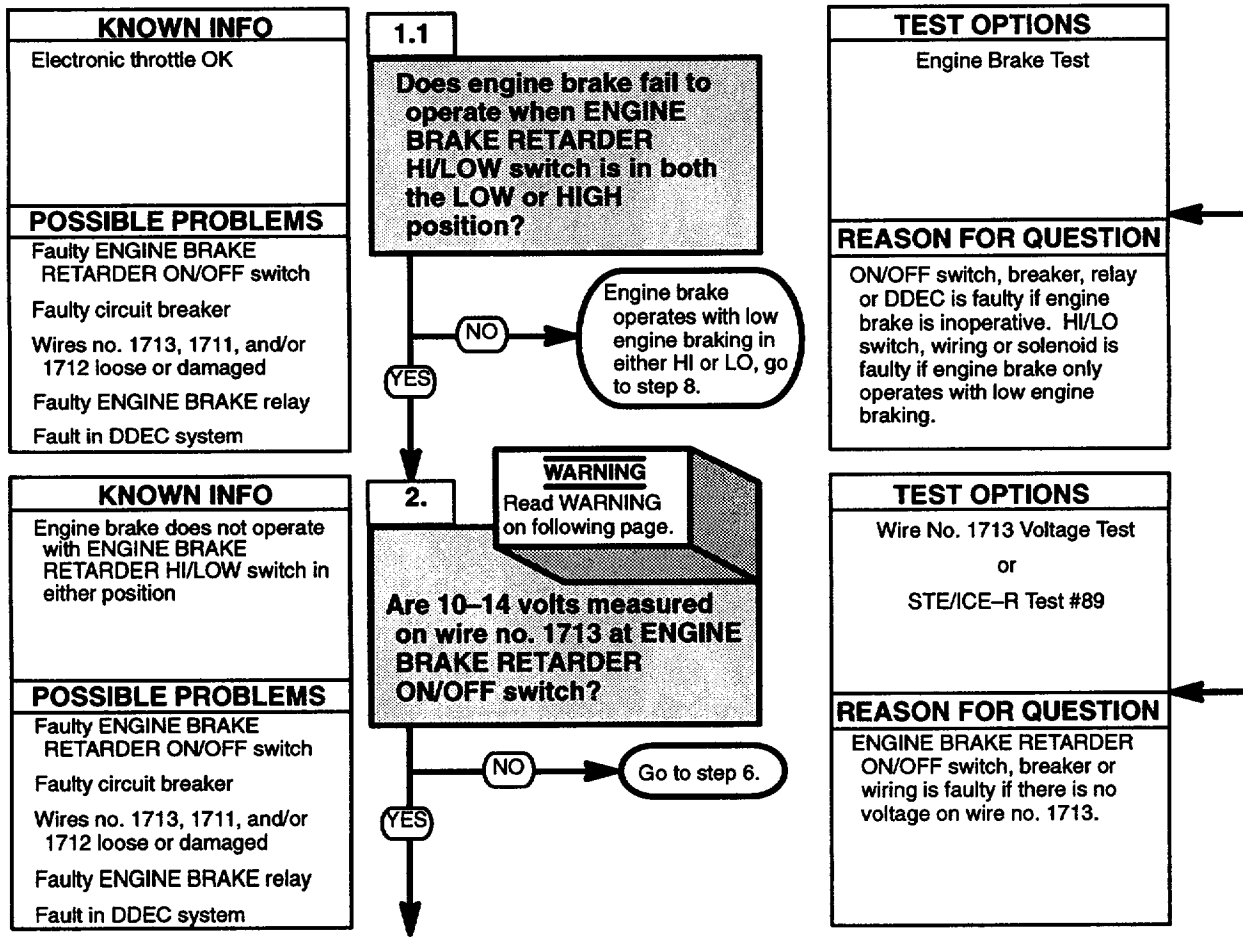 KNOWN INFO
Electronic throttle OK
POSSIBLE PROBLEMS
Faulty ENGINE BRAKE
RETARDER ON/OFF switch
Faulty circuit breaker
Wires no. 1713, 1711, and/or
1712 loose or damaged
Faulty ENGINE BRAKE relay
Fault in DDEC system
1.1
Does engine brake fail to
operate when ENGINE
BRAKE RETARDER
HI/LOW switch is in both
the LOW or HIGH
position?
NO
Engine brake
operates with low
engine braking in
either HI or LO, go
to step 8.
YES
TEST OPTIONS
Engine Brake Test
REASON FOR QUESTION
ON/OFF switch, breaker, relay
or DDEC is faulty if engine
brake is inoperative. HI/LO
switch, wiring or solenoid is
faulty if engine brake only
operates with low engine
braking.
KNOWN INFO
Engine brake does not operate
with ENGINE BRAKE
RETARDER HI/LOW switch in
either position
POSSIBLE PROBLEMS
Faulty ENGINE BRAKE
RETARDER ON/OFF switch
Faulty circuit breaker
Wires no. 1713, 1711, and/or
1712 loose or damaged
Faulty ENGINE BRAKE relay
Fault in DDEC system
2.
WARNING
Read WARNING
on following page.
Are 10–14 volts measured
on wire no. 1713 at ENGINE
BRAKE RETARDER
ON/OFF switch?
NO
Go to step 6.
YES
TEST OPTIONS
Wire No. 1713 Voltage Test
or
STE/ICE–R Test #89
REASON FOR QUESTION
ENGINE BRAKE RETARDER
ON/OFF switch, breaker or
wiring is faulty if there is no
voltage on wire no. 1713.